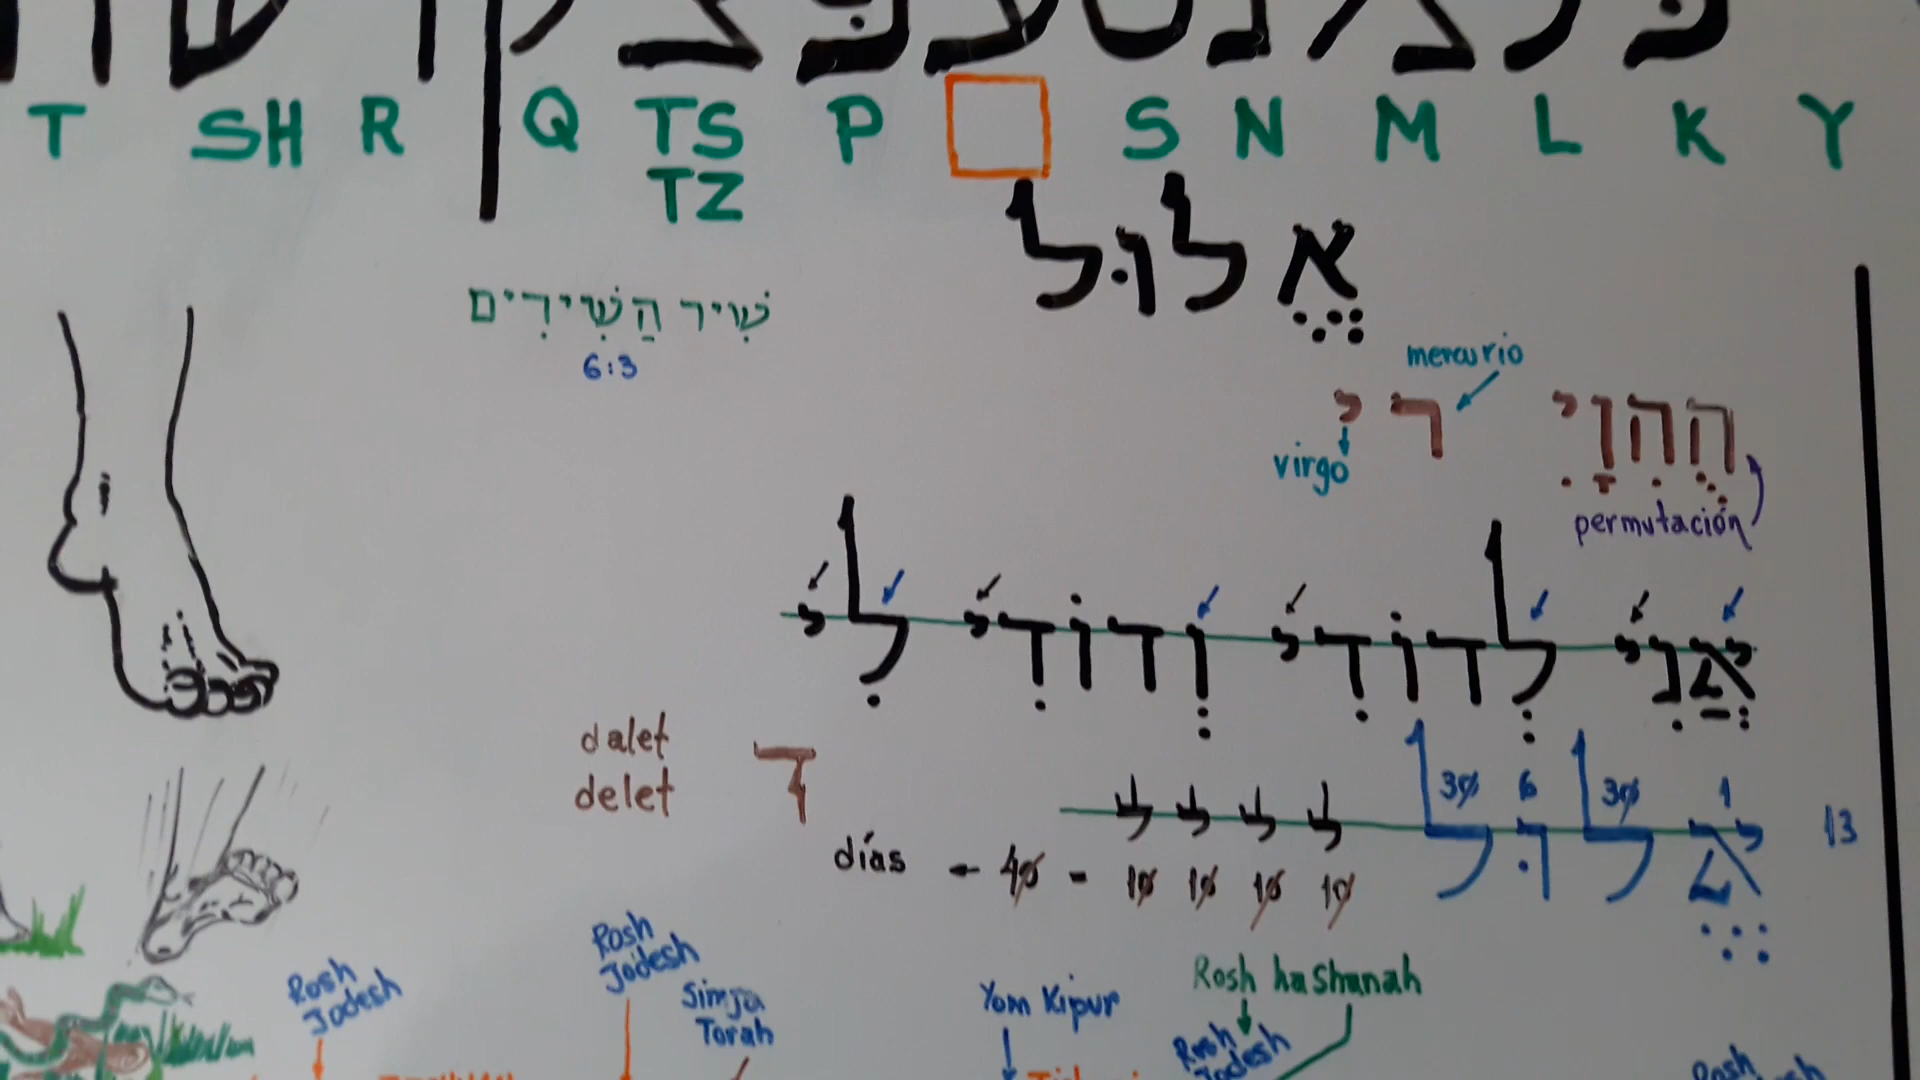 T SH R Q TS P S N M L K Y
TZ
אֱלוּל
שִׁיר הַשִּׁירִים
6:3
mercurio
י ר
virgo
permutación
אֲנִי לְדוֹדִי וְדוֹדִי לִי
dalet
delet
ד
30 6 30 1
אלול
13
días - 40 - 10 10 10 10
Rosh
Jodesh
Rosh
Jodesh
Simja
Torah
Yom Kipur
Rosh haShanah
Rosh
Jodesh
Rosh